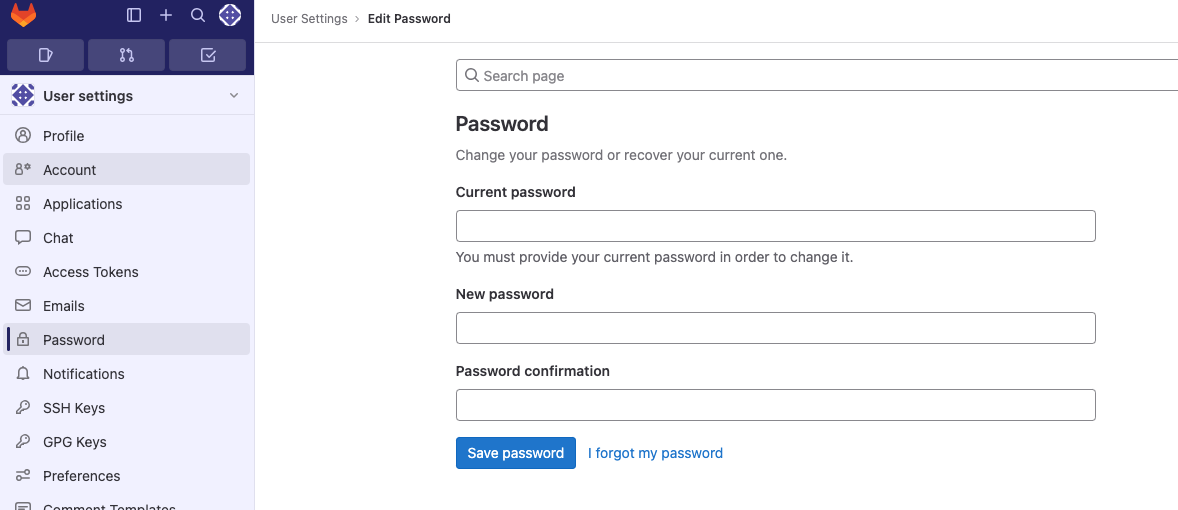 User Settings › Edit Password
User settings
Profile
Account
Applications
Chat
Access Tokens
Emails
Password
Notifications
SSH Keys
GPG Keys
Preferences
Comment Templates
Search page
Password
Change your password or recover your current one.
Current password
You must provide your current password in order to change it.
New password
Password confirmation
Save password
I forgot my password